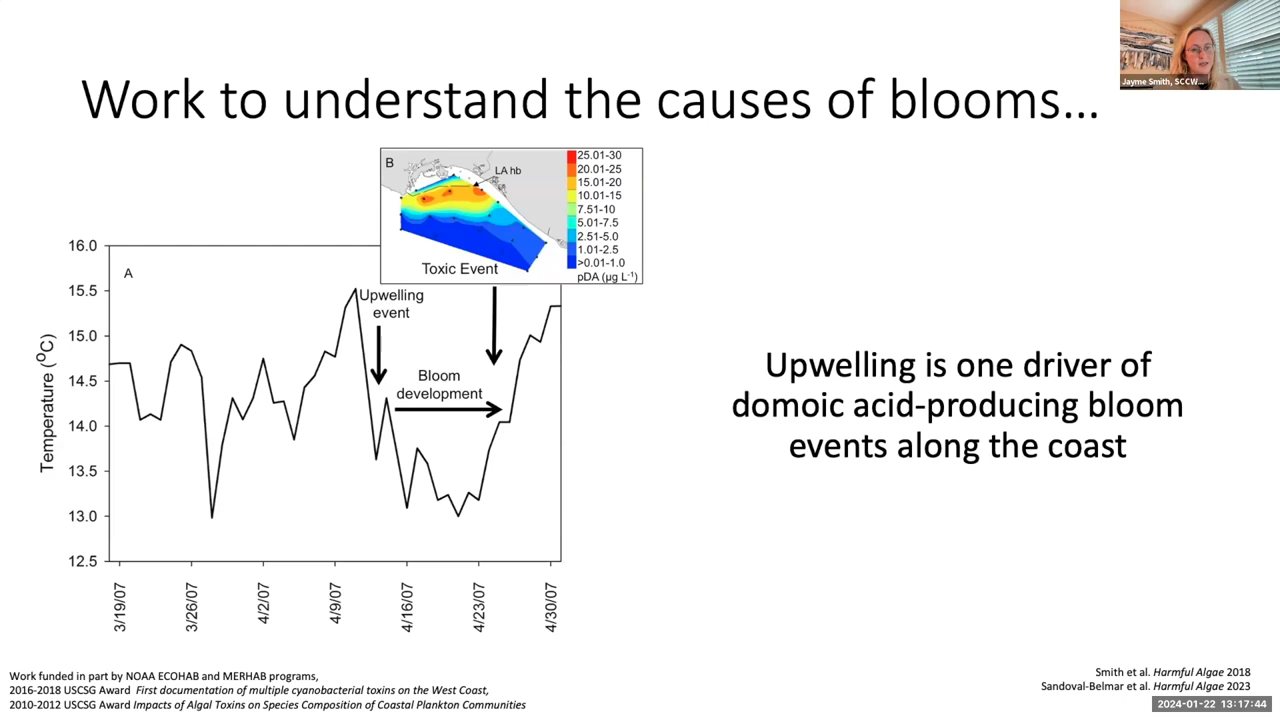 Jayme Smith, SCCW...
Work to understand the causes of blooms...
B
LA hb
25.01-30
20.01-25
15.01-20
10.01-15
7.51-10
5.01-7.5
2.51-5.0
1.01-2.5
>0.01-1.0
pDA (µg L⁻¹)
Toxic Event
A
Upwelling
event
Bloom
development
Temperature (°C)
16.0
15.5
15.0
14.5
14.0
13.5
13.0
12.5
3/19/07
3/26/07
4/2/07
4/9/07
4/16/07
4/23/07
4/30/07
Upwelling is one driver of
domoic acid-producing bloom
events along the coast
Work funded in part by NOAA ECOHAB and MERHAB programs,
2016-2018 USCSG Award First documentation of multiple cyanobacterial toxins on the West Coast,
2010-2012 USCSG Award Impacts of Algal Toxins on Species Composition of Coastal Plankton Communities
Smith et al. Harmful Algae 2018
Sandoval-Belmar et al. Harmful Algae 2023
2024-01-22 13:17:44